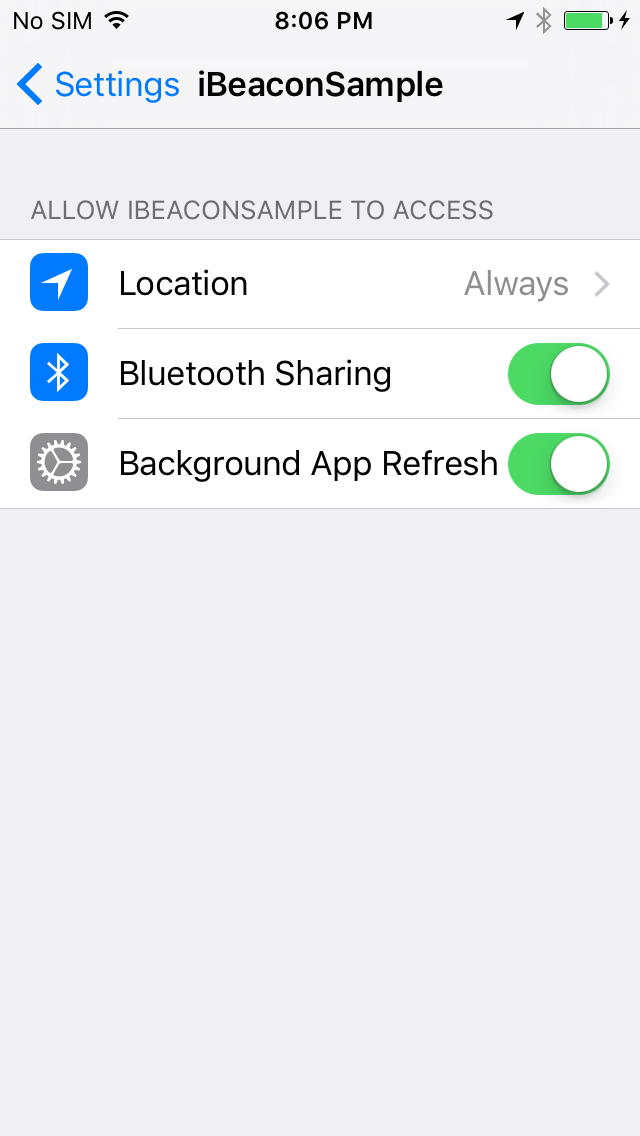 No SIM 8:06 PM
Settings iBeaconSample
ALLOW IBEACONSAMPLE TO ACCESS
Location Always
Bluetooth Sharing
Background App Refresh